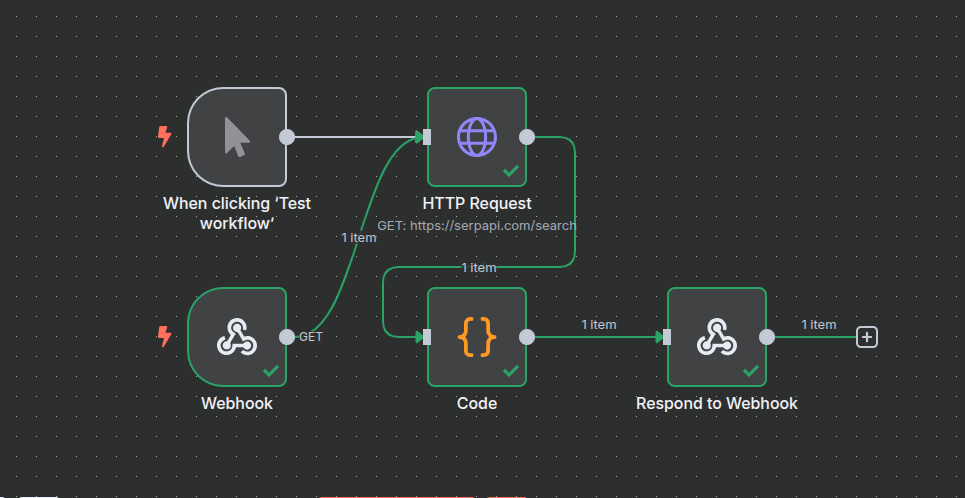 When clicking ‘Test
workflow’
HTTP Request
GET: https://serpapi.com/search
1 item
1 item
GET
1 item
1 item
Webhook
Code
Respond to Webhook